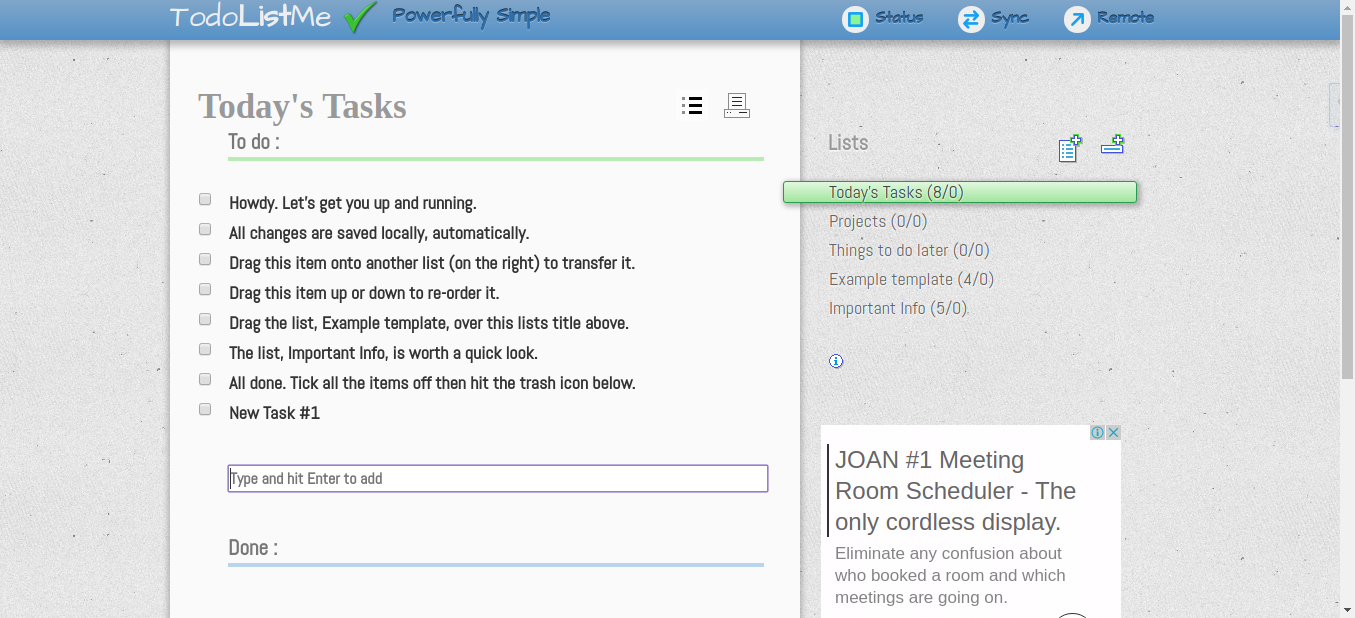 TodoListMe Powerfully Simple
Status Sync Remote
Today's Tasks
To do :
Howdy. Let's get you up and running.
All changes are saved locally, automatically.
Drag this item onto another list (on the right) to transfer it.
Drag this item up or down to re-order it.
Drag the list, Example template, over this lists title above.
The list, Important Info, is worth a quick look.
All done. Tick all the items off then hit the trash icon below.
New Task #1
Type and hit Enter to add
Done :
Lists
Today's Tasks (8/0)
Projects (0/0)
Things to do later (0/0)
Example template (4/0)
Important Info (5/0)
JOAN #1 Meeting
Room Scheduler - The
only cordless display.
Eliminate any confusion about
who booked a room and which
meetings are going on.